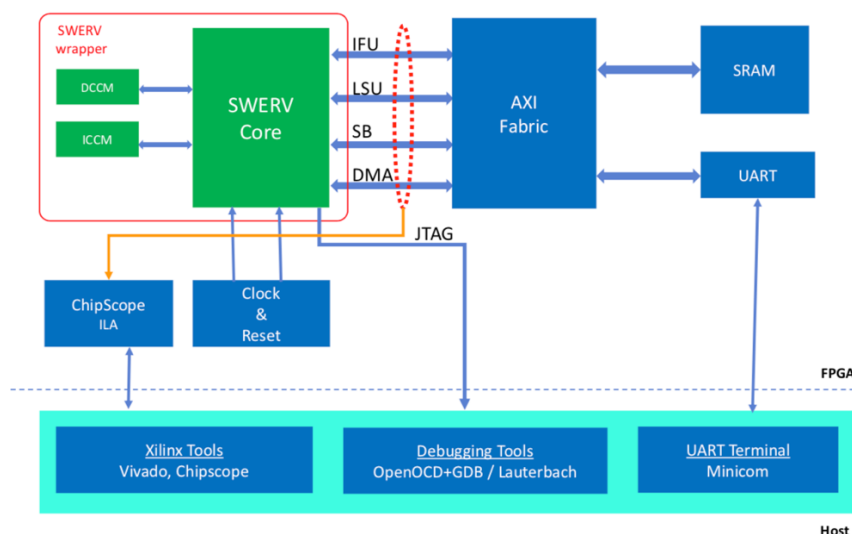 SWERV
wrapper
DCCM
ICCM
SWERV
Core
IFU
LSU
SB
DMA
AXI
Fabric
SRAM
UART
JTAG
ChipScope
ILA
Clock
&
Reset
FPGA
Xilinx Tools
Vivado, Chipscope
Debugging Tools
OpenOCD+GDB / Lauterbach
UART Terminal
Minicom
Host